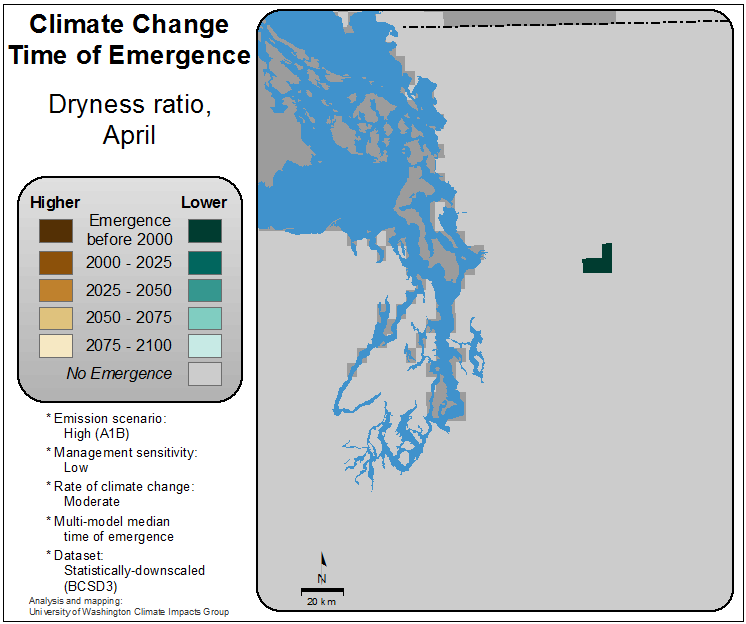 Climate Change
Time of Emergence
Dryness ratio,
April
Higher
Lower
Emergence
before 2000
2000 - 2025
2025 - 2050
2050 - 2075
2075 - 2100
No Emergence
* Emission scenario:
High (A1B)
* Management sensitivity:
Low
* Rate of climate change:
Moderate
* Multi-model median
time of emergence
* Dataset:
Statistically-downscaled
(BCSD3)
Analysis and mapping:
University of Washington Climate Impacts Group
N
20 km